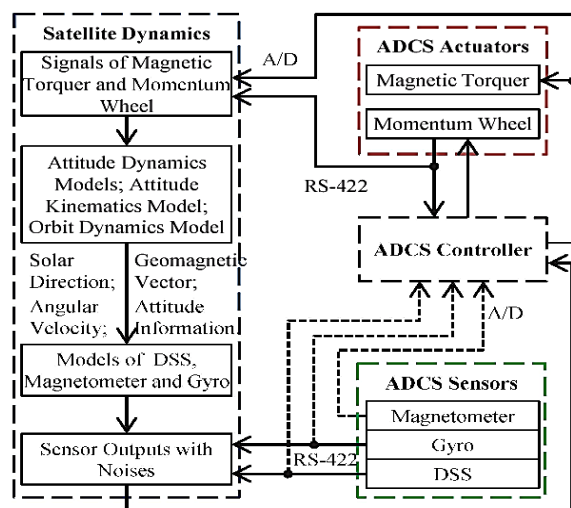 Satellite Dynamics
Signals of Magnetic
Torquer and Momentum
Wheel
Attitude Dynamics
Models; Attitude
Kinematics Model;
Orbit Dynamics Model
Solar
Direction;
Angular
Velocity;
Geomagnetic
Vector;
Attitude
Information
Models of DSS,
Magnetometer and Gyro
Sensor Outputs with
Noises
A/D
RS-422
ADCS Actuators
Magnetic Torquer
Momentum Wheel
ADCS Controller
A/D
ADCS Sensors
Magnetometer
Gyro
DSS
RS-422